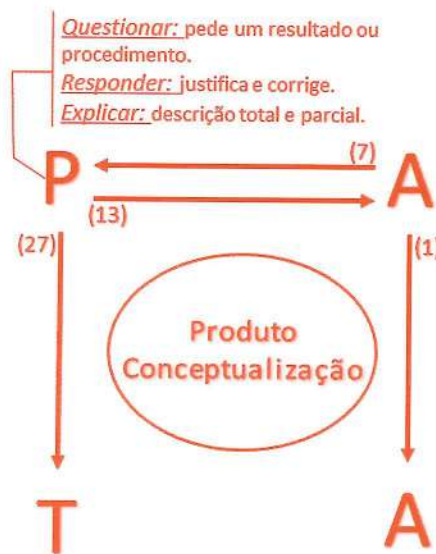 Questionar: pede um resultado ou
procedimento.
Responder: justifica e corrige.
Explicar: descrição total e parcial.
(7)
P
A
(13)
(27)
(1)
Produto
Conceptualização
T
A